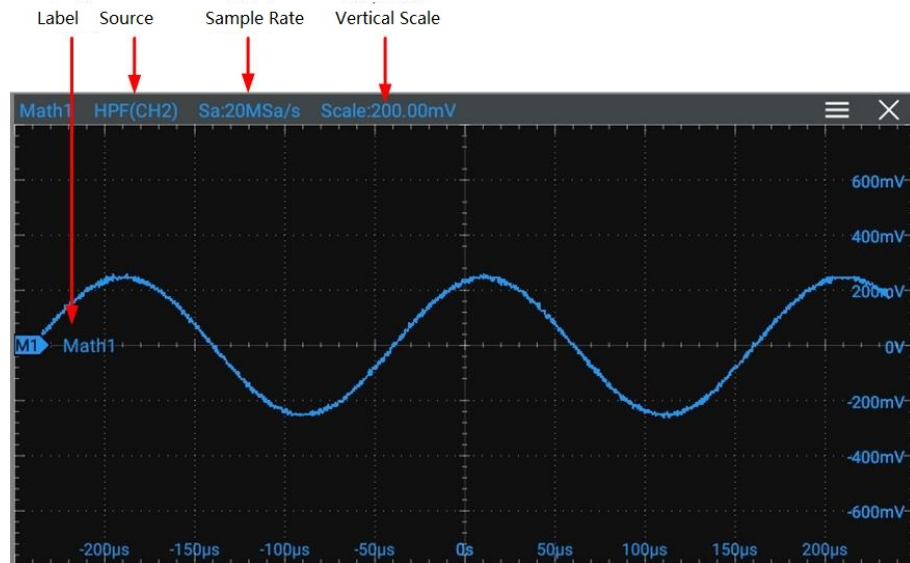 Label Source Sample Rate Vertical Scale
Math1 HPF(CH2) Sa:20MSa/s Scale:200.00mV
600mV
400mV
200mV
M1 Math1 0V
-200mV
-400mV
-600mV
-200μs -150μs -100μs -50μs 0s 50μs 100μs 150μs 200μs